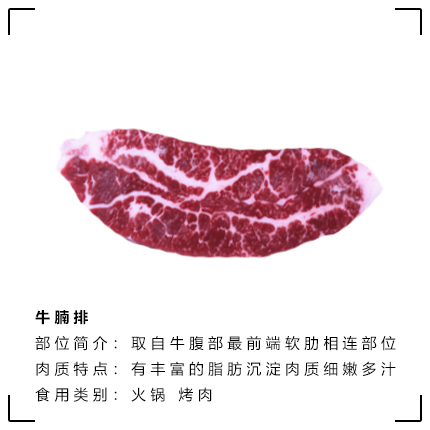 牛腩排
部位简介：取自牛腹部最前端软肋相连部位
肉质特点：有丰富的脂肪沉淀肉质细嫩多汁
食用类别：火锅 烤肉